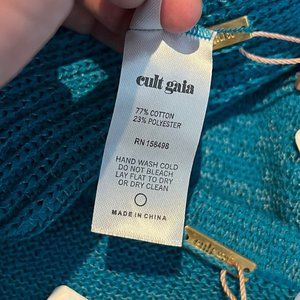 cult gaia
77% COTTON
23% POLYESTER
RN 156498
HAND WASH COLD
DO NOT BLEACH
LAY FLAT TO DRY
OR DRY CLEAN
MADE IN CHINA